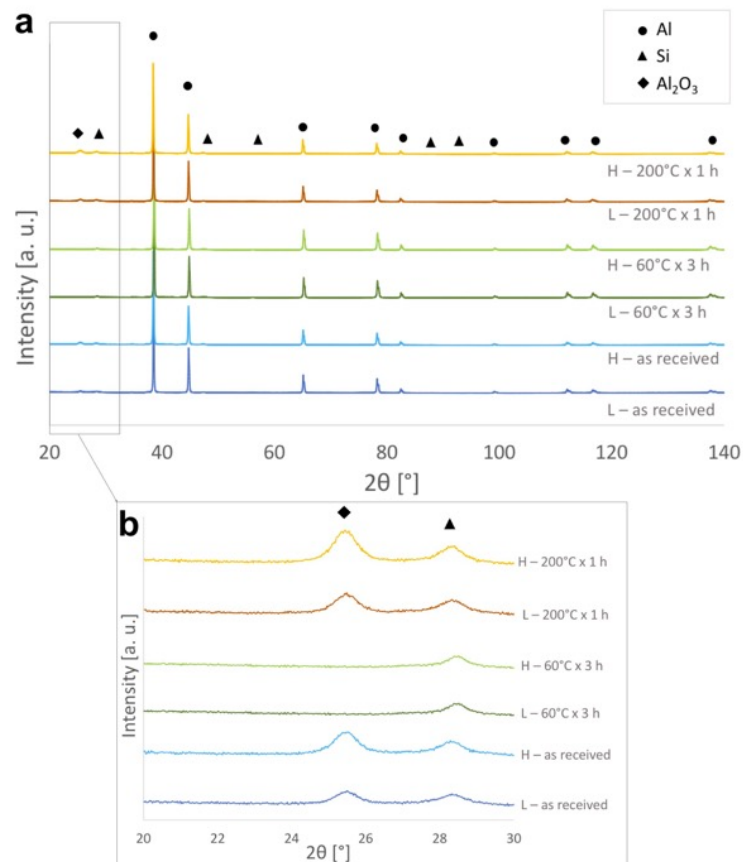 a
Al
Si
Al₂O₃
Intensity [a. u.]
H – 200°C x 1 h
L – 200°C x 1 h
H – 60°C x 3 h
L – 60°C x 3 h
H – as received
L – as received
20 40 60 80 100 120 140
2θ [°]
b
Intensity [a. u.]
H – 200°C x 1 h
L – 200°C x 1 h
H – 60°C x 3 h
L – 60°C x 3 h
H – as received
L – as received
20 22 24 26 28 30
2θ [°]